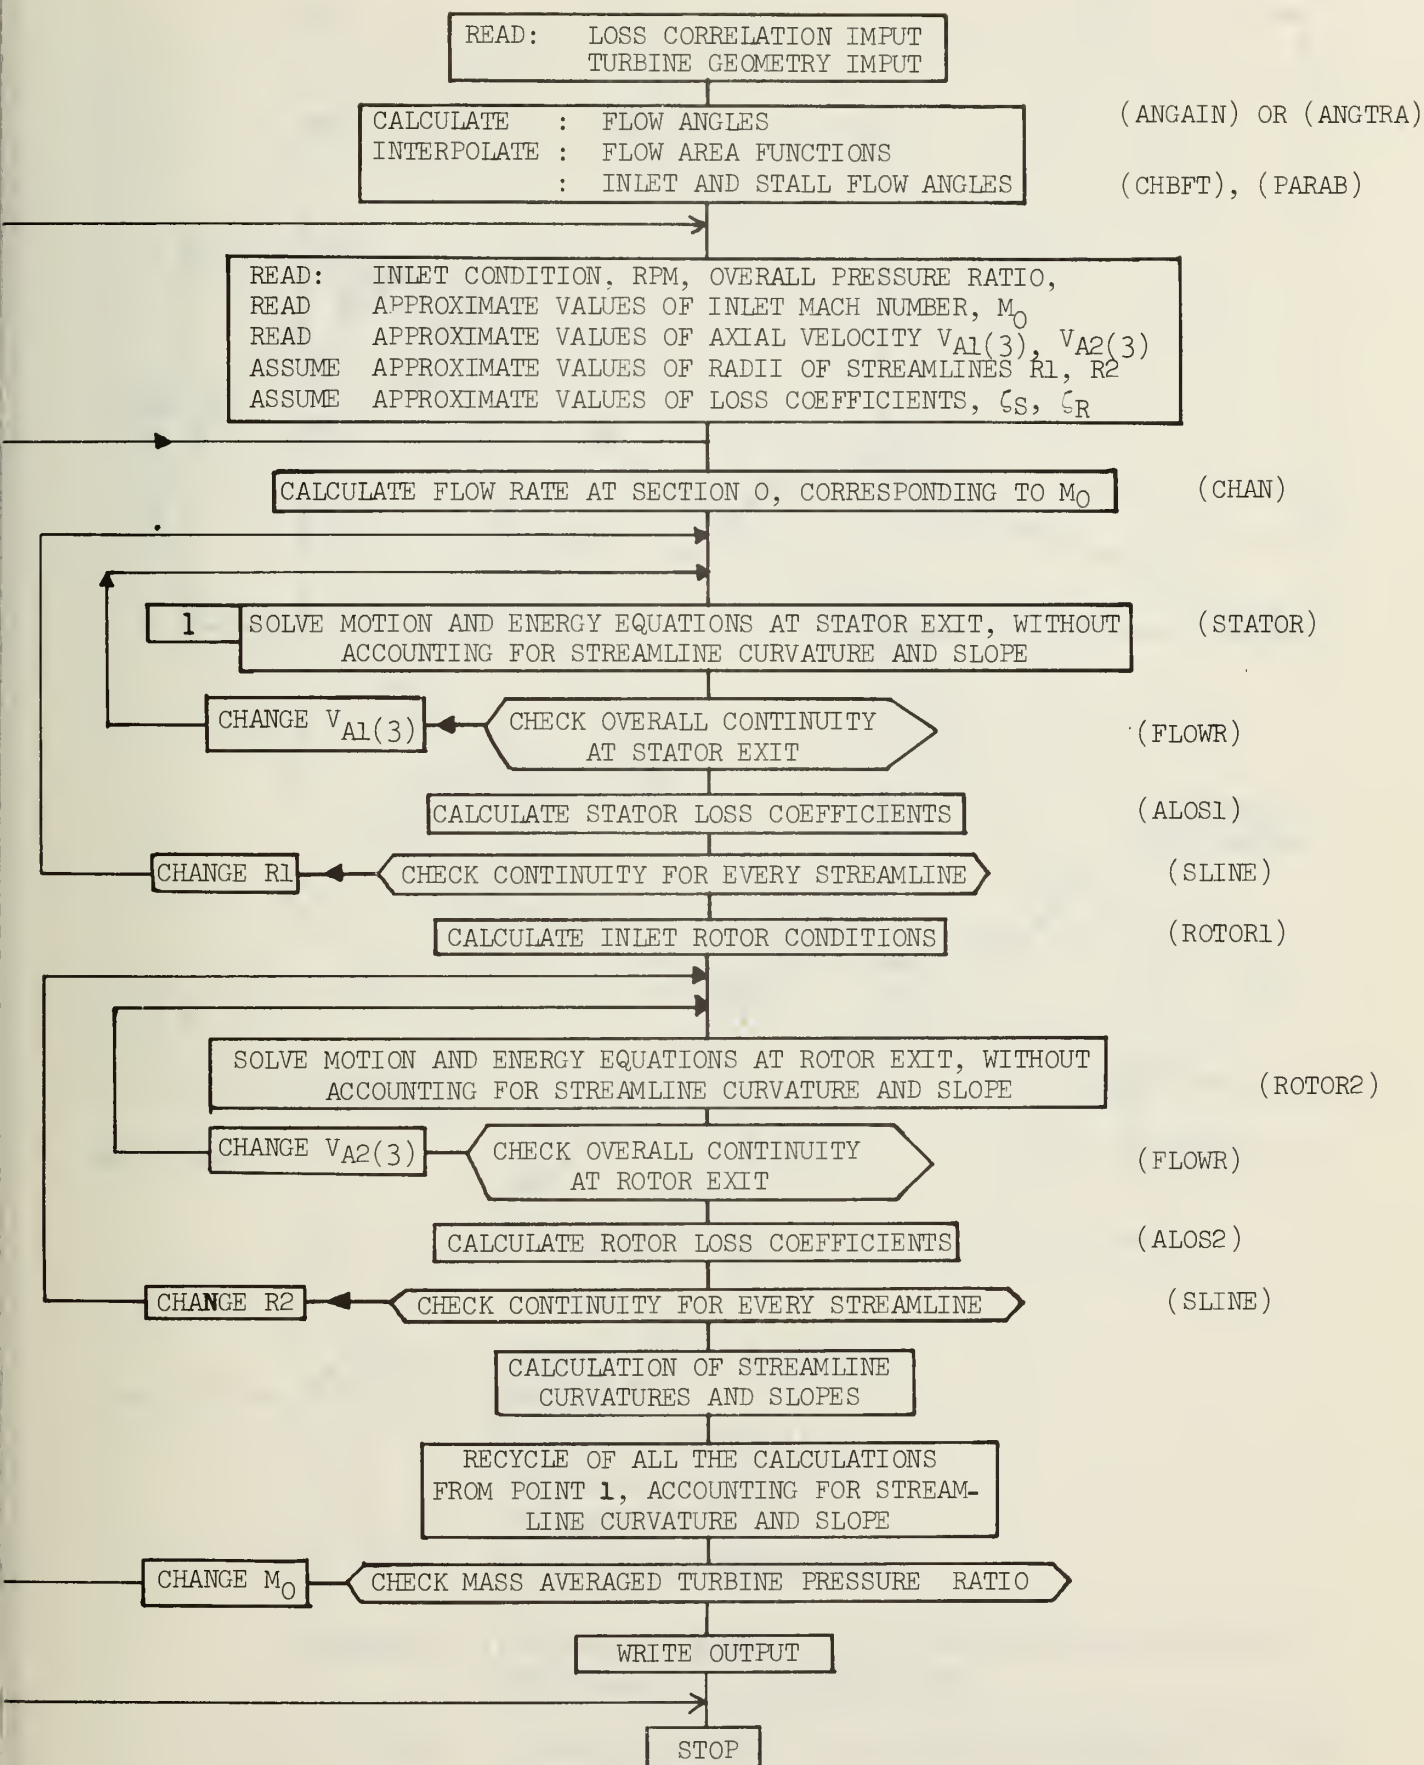 READ: LOSS CORRELATION IMPUT
TURBINE GEOMETRY IMPUT
CALCULATE : FLOW ANGLES (ANGAIN) OR (ANGTRA)
INTERPOLATE : FLOW AREA FUNCTIONS
: INLET AND STALL FLOW ANGLES (CHBFT), (PARAB)
READ: INLET CONDITION, RPM, OVERALL PRESSURE RATIO,
READ APPROXIMATE VALUES OF INLET MACH NUMBER, MO
READ APPROXIMATE VALUES OF AXIAL VELOCITY VA1(3), VA2(3)
ASSUME APPROXIMATE VALUES OF RADII OF STREAMLINES R1, R2
ASSUME APPROXIMATE VALUES OF LOSS COEFFICIENTS, ζS, ζR
CALCULATE FLOW RATE AT SECTION O, CORRESPONDING TO MO (CHAN)
1 SOLVE MOTION AND ENERGY EQUATIONS AT STATOR EXIT, WITHOUT (STATOR)
ACCOUNTING FOR STREAMLINE CURVATURE AND SLOPE
CHANGE VA1(3) CHECK OVERALL CONTINUITY (FLOWR)
AT STATOR EXIT
CALCULATE STATOR LOSS COEFFICIENTS (ALOS1)
CHANGE R1 CHECK CONTINUITY FOR EVERY STREAMLINE (SLINE)
CALCULATE INLET ROTOR CONDITIONS (ROTOR1)
SOLVE MOTION AND ENERGY EQUATIONS AT ROTOR EXIT, WITHOUT
ACCOUNTING FOR STREAMLINE CURVATURE AND SLOPE (ROTOR2)
CHANGE VA2(3) CHECK OVERALL CONTINUITY (FLOWR)
AT ROTOR EXIT
CALCULATE ROTOR LOSS COEFFICIENTS (ALOS2)
CHANGE R2 CHECK CONTINUITY FOR EVERY STREAMLINE (SLINE)
CALCULATION OF STREAMLINE
CURVATURES AND SLOPES
RECYCLE OF ALL THE CALCULATIONS
FROM POINT 1, ACCOUNTING FOR STREAM-
LINE CURVATURE AND SLOPE
CHANGE MO CHECK MASS AVERAGED TURBINE PRESSURE RATIO
WRITE OUTPUT
STOP